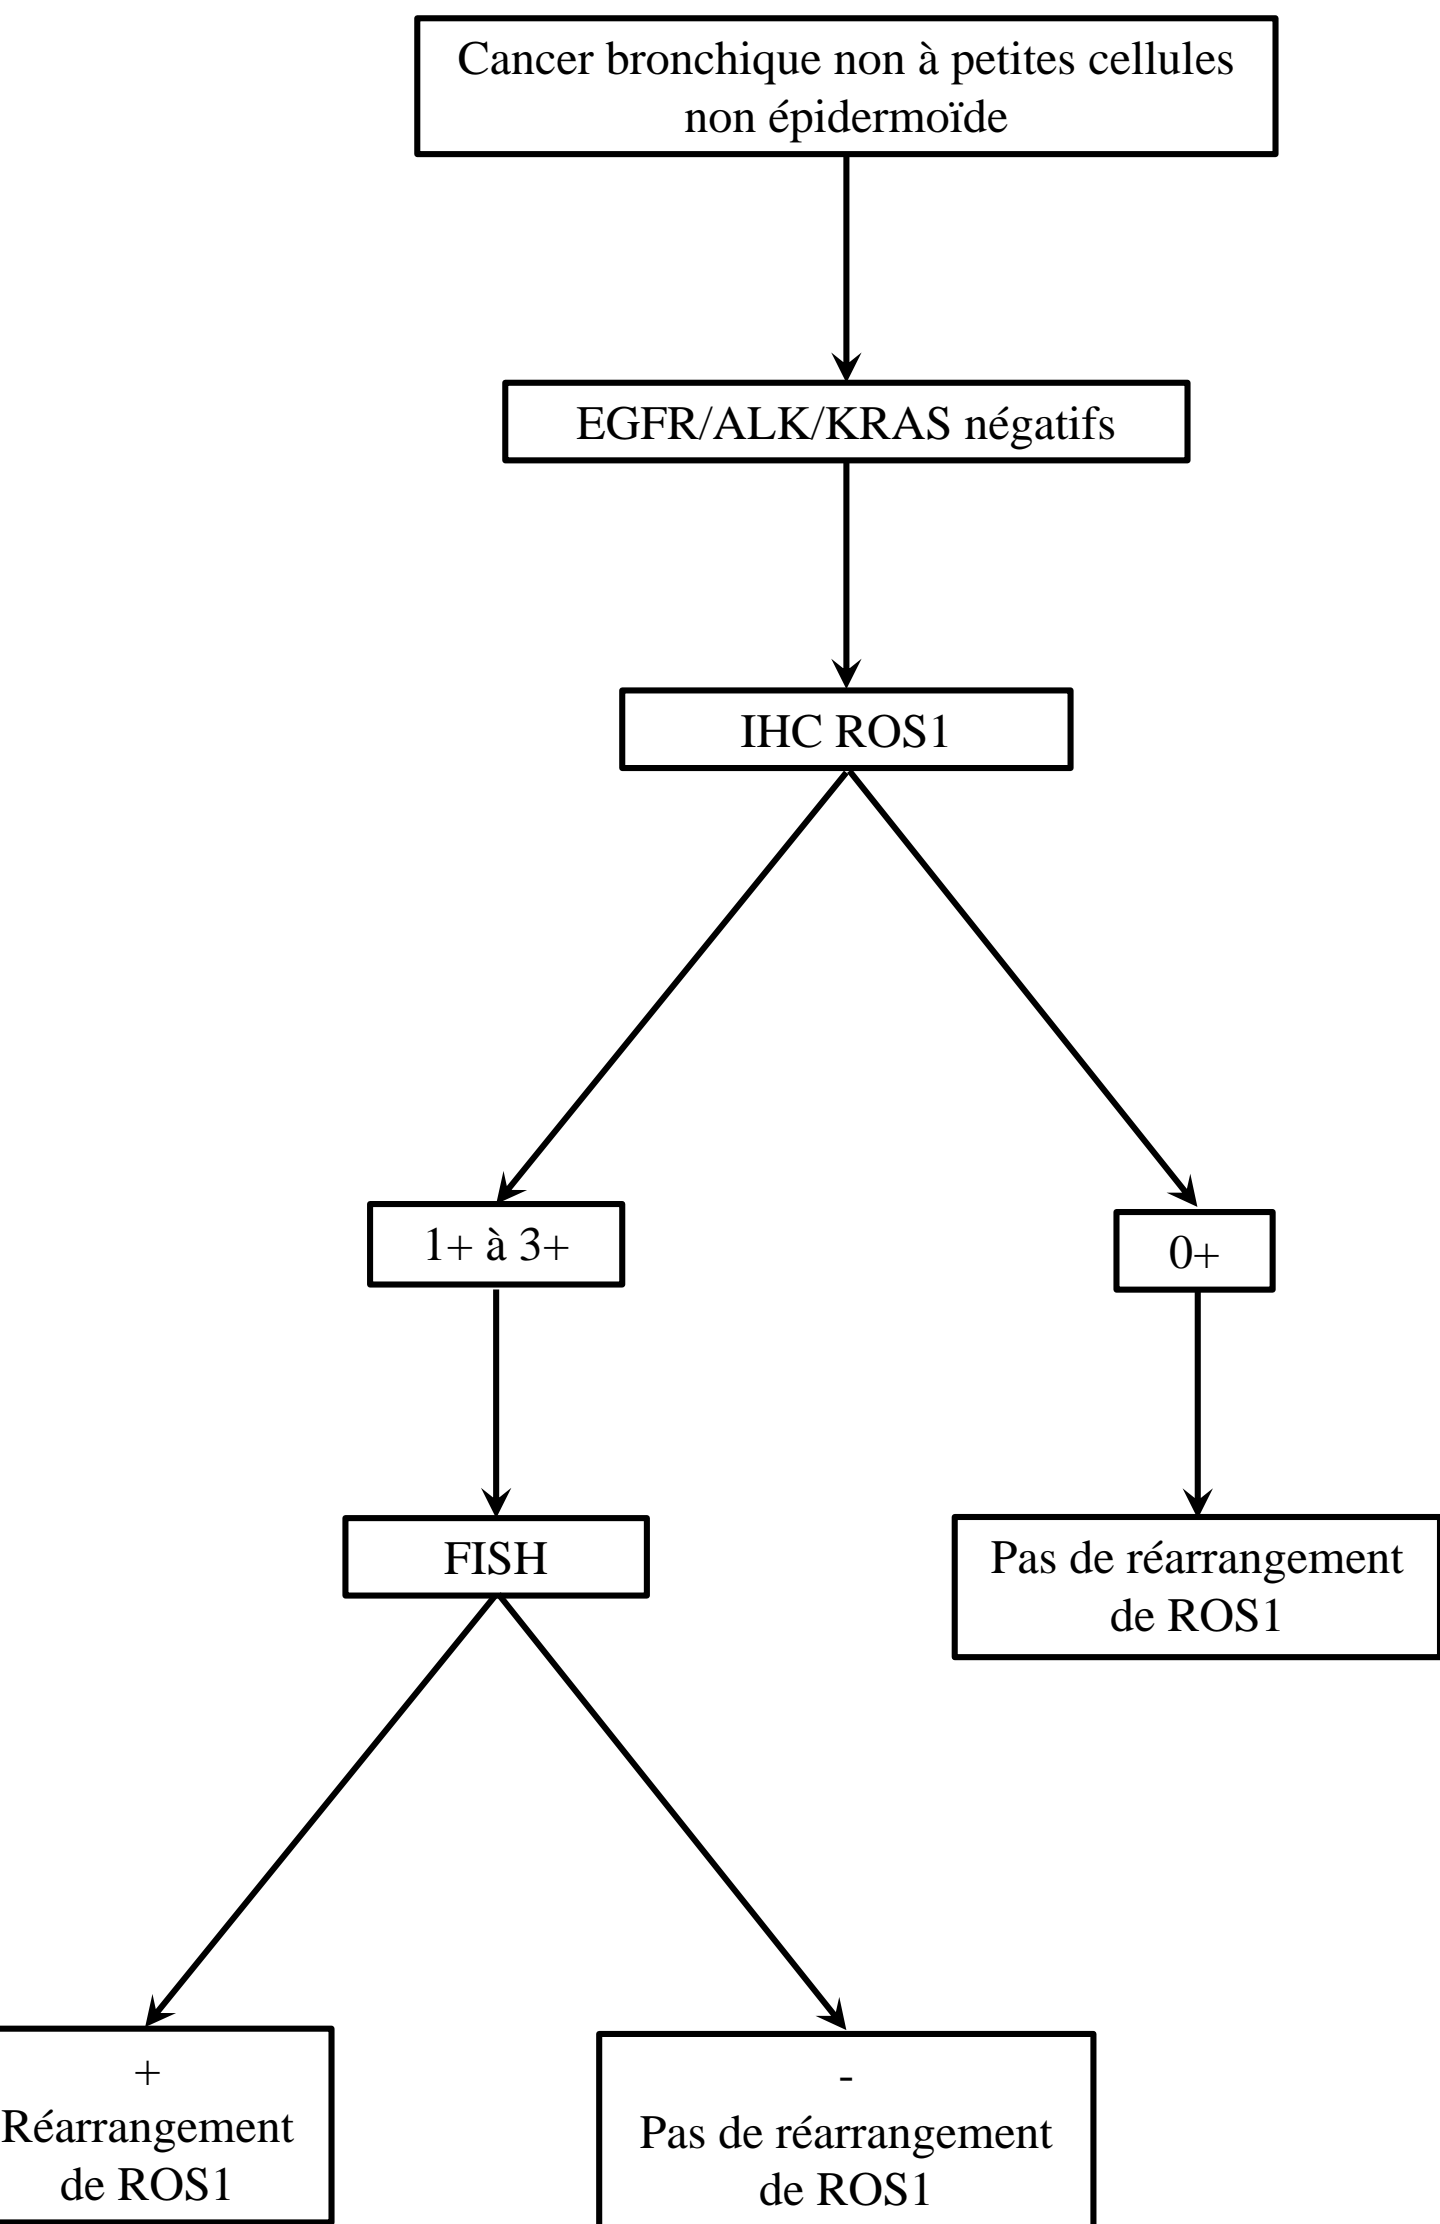 Cancer bronchique non à petites cellules
non épidermoïde
EGFR/ALK/KRAS négatifs
IHC ROS1
1+ à 3+
0+
FISH
Pas de réarrangement
de ROS1
+
Réarrangement
de ROS1
-
Pas de réarrangement
de ROS1